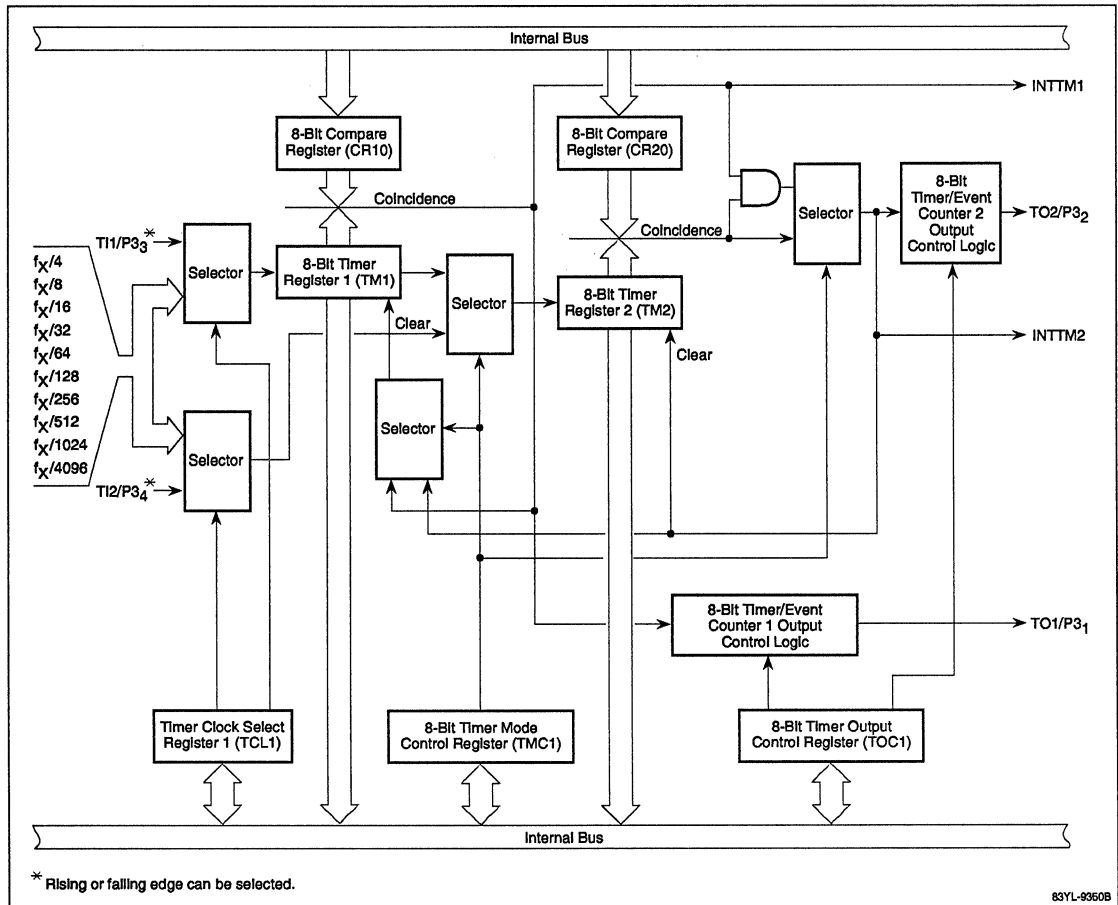 Internal Bus
INTTM1
8-Bit Compare
Register (CR10)
8-Bit Compare
Register (CR20)
Coincidence
Coincidence
Selector
8-Bit
Timer/Event
Counter 2
Output
Control Logic
TO2/P3₂
TI1/P3₃*
Selector
8-Bit Timer
Register 1 (TM1)
Selector
8-Bit Timer
Register 2 (TM2)
fX/4
fX/8
fX/16
fX/32
fX/64
fX/128
fX/256
fX/512
fX/1024
fX/4096
Clear
Clear
INTTM2
Selector
Selector
TI2/P3₄*
8-Bit Timer/Event
Counter 1 Output
Control Logic
TO1/P3₁
Timer Clock Select
Register 1 (TCL1)
8-Bit Timer Mode
Control Register (TMC1)
8-Bit Timer Output
Control Register (TOC1)
Internal Bus
* Rising or falling edge can be selected.
83YL-9350B